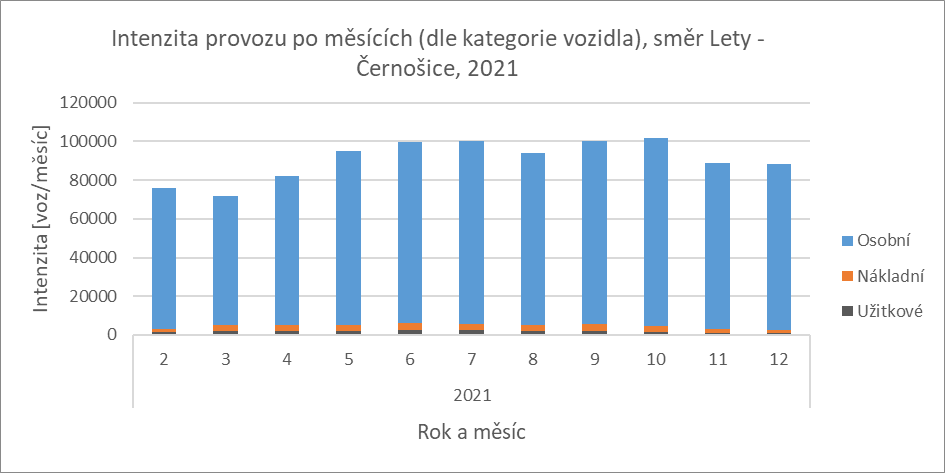 Intenzita provozu po měsících (dle kategorie vozidla), směr Lety -
Černošice, 2021
Intenzita [voz/měsíc]
120000
100000
80000
60000
40000
20000
0
2 3 4 5 6 7 8 9 10 11 12
2021
Rok a měsíc
Osobní
Nákladní
Užitkové